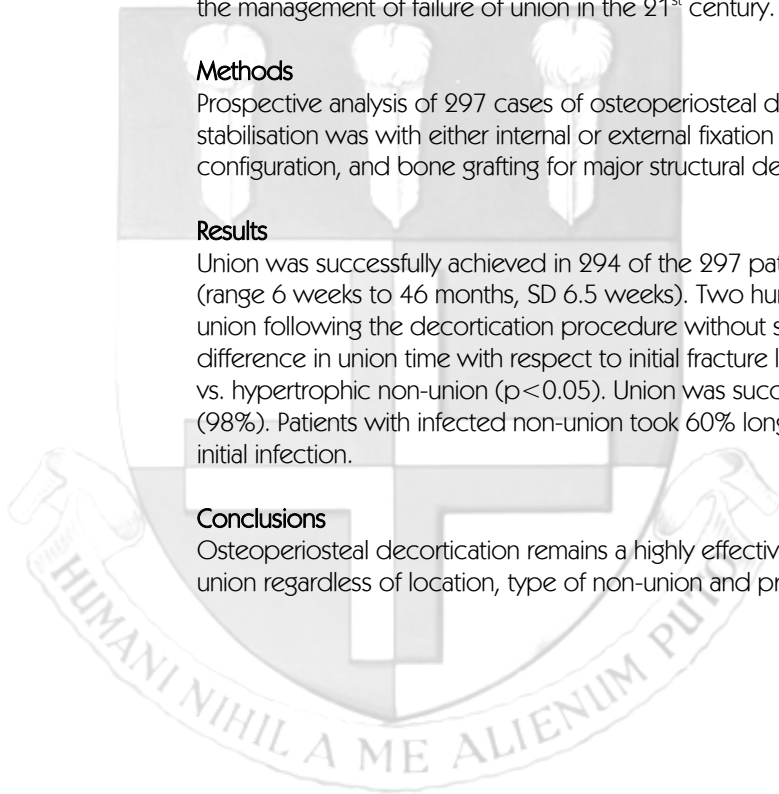 the management of failure of union in the 21st century.
Methods
Prospective analysis of 297 cases of osteoperiosteal d
stabilisation was with either internal or external fixation
configuration, and bone grafting for major structural de
Results
Union was successfully achieved in 294 of the 297 pat
(range 6 weeks to 46 months, SD 6.5 weeks). Two hu
union following the decortication procedure without s
difference in union time with respect to initial fracture l
vs. hypertrophic non-union (p<0.05). Union was succ
(98%). Patients with infected non-union took 60% long
initial infection.
Conclusions
Osteoperiosteal decortication remains a highly effectiv
union regardless of location, type of non-union and pr
HUMANI NIHIL A ME ALIENUM PUTO